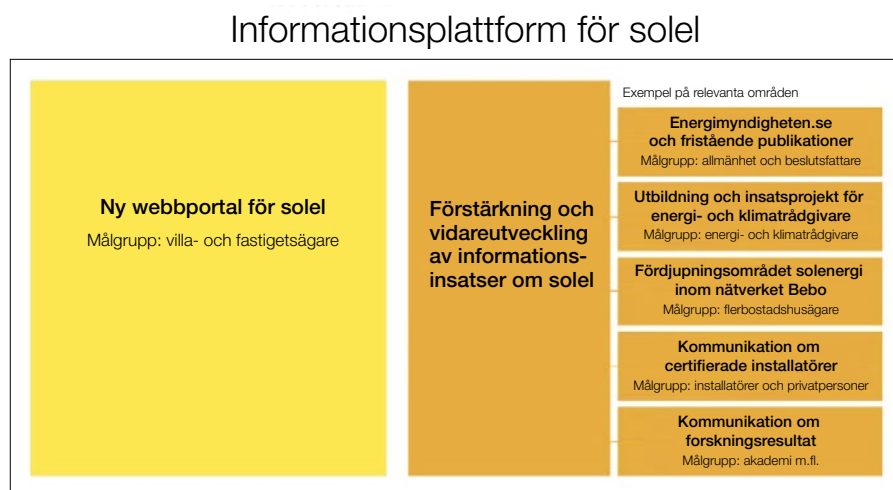 Informationsplattform för solel
Ny webbportal för solel
Målgrupp: villa- och fastigetsägare
Förstärkning och
vidareutveckling
av informations-
insatser om solel
Exempel på relevanta områden
Energimyndigheten.se
och fristående publikationer
Målgrupp: allmänhet och beslutsfattare
Utbildning och insatsprojekt för
energi- och klimatrådgivare
Målgrupp: energi- och klimatrådgivare
Fördjupningsområdet solenergi
inom nätverket Bebo
Målgrupp: flerbostadshusägare
Kommunikation om
certifierade installatörer
Målgrupp: installatörer och privatpersoner
Kommunikation om
forskningsresultat
Målgrupp: akademi m.fl.